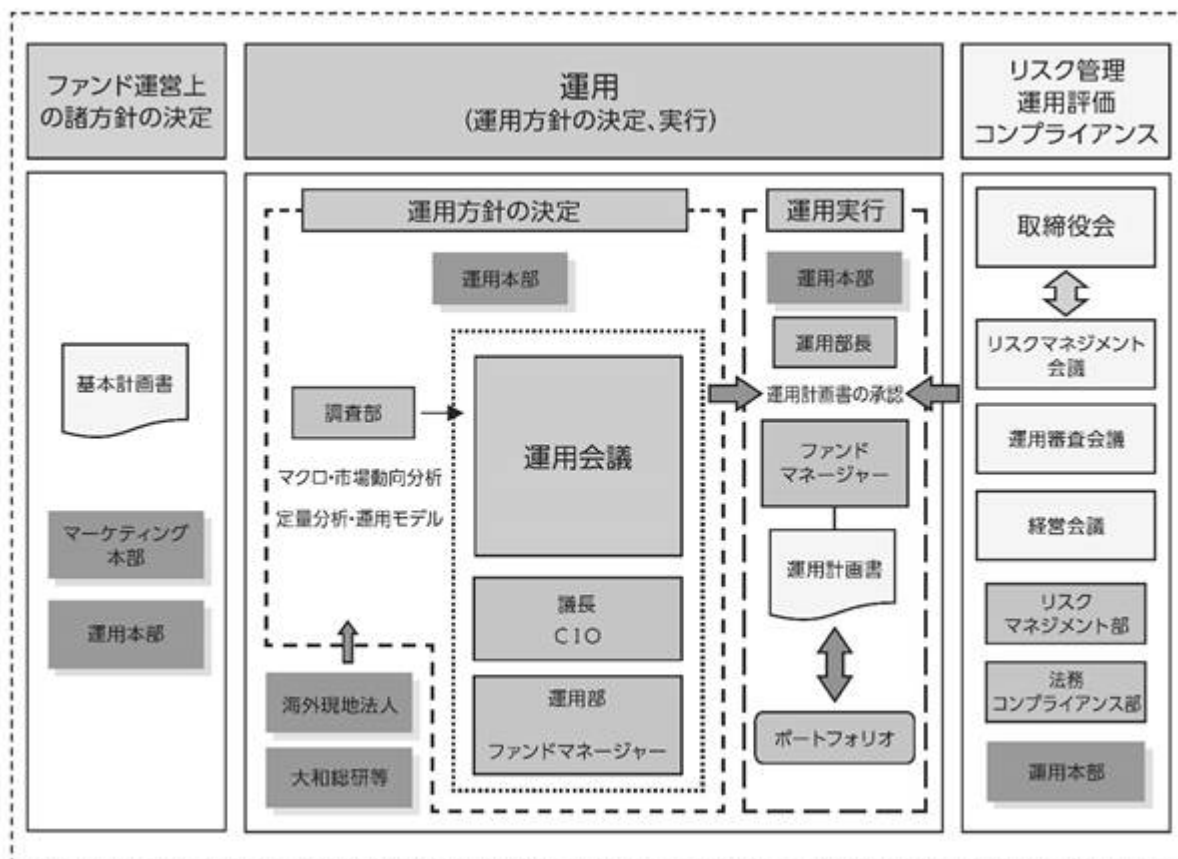 ファンド運営上
の諸方針の決定
運用
(運用方針の決定、実行)
リスク管理
運用評価
コンプライアンス
基本計画書
マーケティング
本部
運用本部
運用方針の決定
運用本部
調査部
マクロ・市場動向分析
定量分析・運用モデル
運用会議
議長
CIO
運用部
ファンドマネージャー
海外現地法人
大和総研等
運用実行
運用本部
運用部長
運用計画書の承認
ファンド
マネージャー
運用計画書
ポートフォリオ
取締役会
リスクマネジメント
会議
運用審査会議
経営会議
リスク
マネジメント部
法務
コンプライアンス部
運用本部